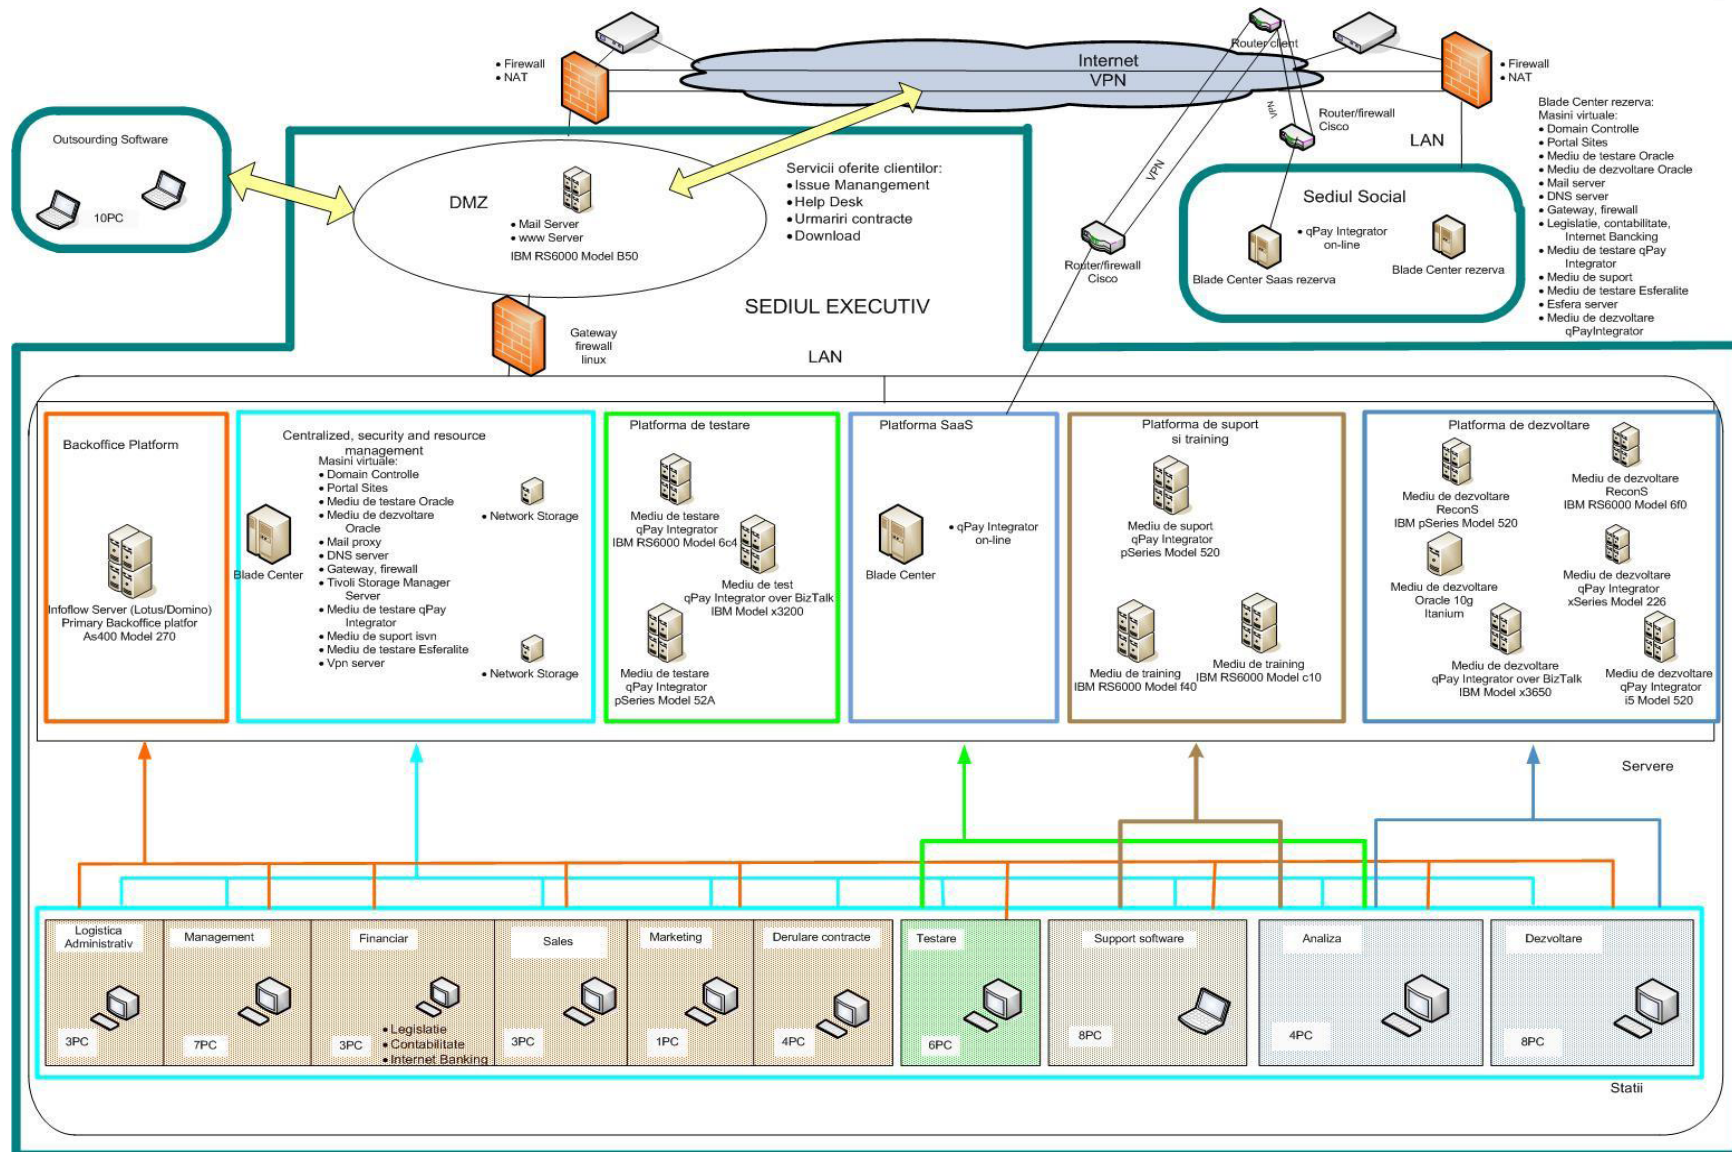 Internet
VPN
Router client
• Firewall
• NAT
• Firewall
• NAT
Router/firewall
Cisco
VPN
LAN
Blade Center rezerva:
Masini virtuale:
• Domain Controlle
• Portal Sites
• Mediu de testare Oracle
• Mediu de dezvoltare Oracle
• Mail server
• DNS server
• Gateway, firewall
• Legislatie, contabilitate,
Internet Bancking
• Mediu de testare qPay
Integrator
• Mediu de suport
• Mediu de testare Esferalite
• Esfera server
• Mediu de dezvoltare
qPayIntegrator
Outsourding Software
10PC
DMZ
• Mail Server
• www Server
IBM RS6000 Model B50
Servicii oferite clientilor:
• Issue Manangement
• Help Desk
• Urmariri contracte
• Download
VPN
Router/firewall
Cisco
Sediul Social
• qPay Integrator
on-line
Blade Center Saas rezerva
Blade Center rezerva
SEDIUL EXECUTIV
Gateway
firewall
linux
LAN
Backoffice Platform
Infoflow Server (Lotus/Domino)
Primary Backoffice platfor
As400 Model 270
Centralized, security and resource
management
Masini virtuale:
• Domain Controlle
• Portal Sites
• Mediu de testare Oracle
• Mediu de dezvoltare
Oracle
• Mail proxy
• DNS server
• Gateway, firewall
• Tivoli Storage Manager
Server
• Mediu de testare qPay
Integrator
• Mediu de suport isvn
• Mediu de testare Esferalite
• Vpn server
Blade Center
• Network Storage
• Network Storage
Platforma de testare
Mediu de testare
qPay Integrator
IBM RS6000 Model 6c4
Mediu de test
qPay Integrator over BizTalk
IBM Model x3200
Mediu de testare
qPay Integrator
pSeries Model 52A
Platforma SaaS
• qPay Integrator
on-line
Blade Center
Platforma de suport
si training
Mediu de suport
qPay Integrator
pSeries Model 520
Mediu de training
IBM RS6000 Model f40
Mediu de training
IBM RS6000 Model c10
Platforma de dezvoltare
Mediu de dezvoltare
ReconS
IBM pSeries Model 520
Mediu de dezvoltare
ReconS
IBM RS6000 Model 6f0
Mediu de dezvoltare
Oracle 10g
Itanium
Mediu de dezvoltare
qPay Integrator
xSeries Model 226
Mediu de dezvoltare
qPay Integrator over BizTalk
IBM Model x3650
Mediu de dezvoltare
qPay Integrator
i5 Model 520
Servere
Logistica
Administrativ
3PC
Management
7PC
Financiar
3PC
• Legislatie
• Contabilitate
• Internet Banking
Sales
3PC
Marketing
1PC
Derulare contracte
4PC
Testare
6PC
Support software
8PC
Analiza
4PC
Dezvoltare
8PC
Statii